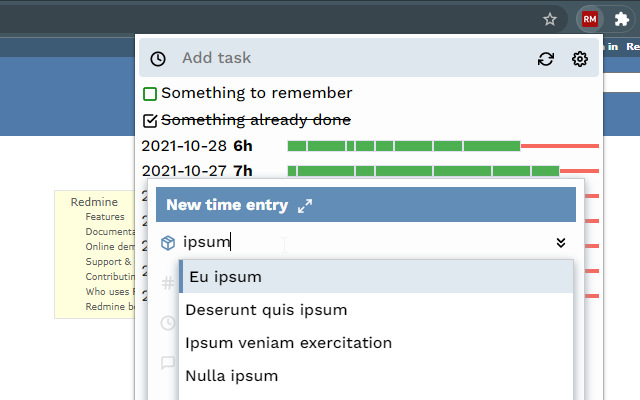 RM
in Re
Add task
Something to remember
Something already done
2021-10-28 6h
2021-10-27 7h
Redmine
Features
Online dem
Support &
Contributin
Who uses
Redmine b
New time entry
ipsum
#
Eu ipsum
Deserunt quis ipsum
Ipsum veniam exercitation
Nulla ipsum